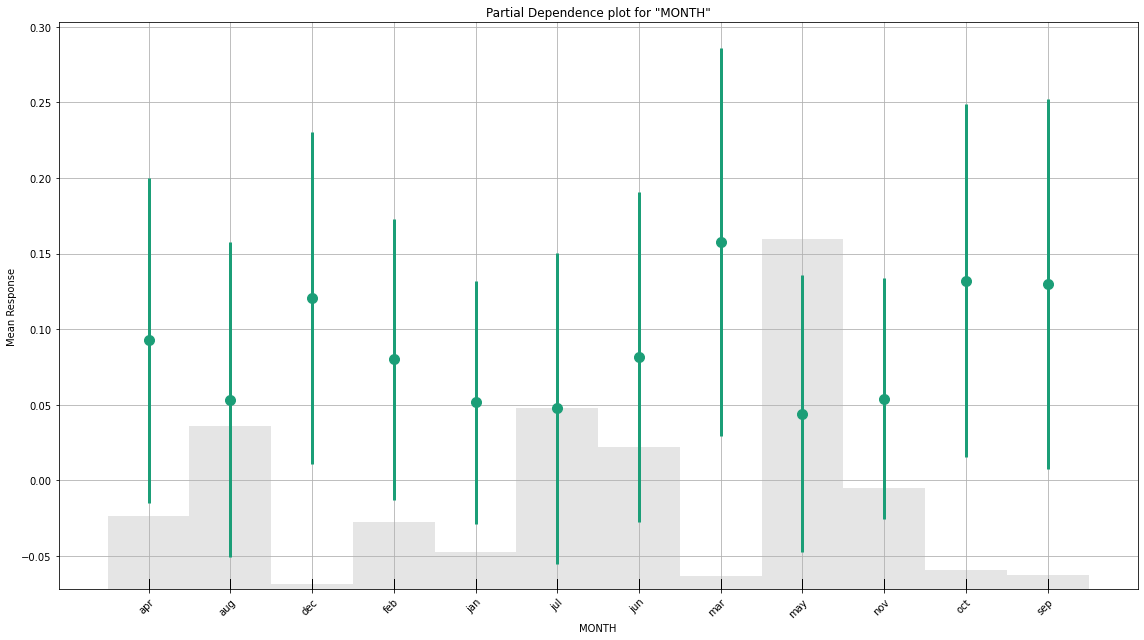 Partial Dependence plot for "MONTH"
Mean Response
0.30
0.25
0.20
0.15
0.10
0.05
0.00
−0.05
apr aug dec feb jan jul jun mar may nov oct sep
MONTH